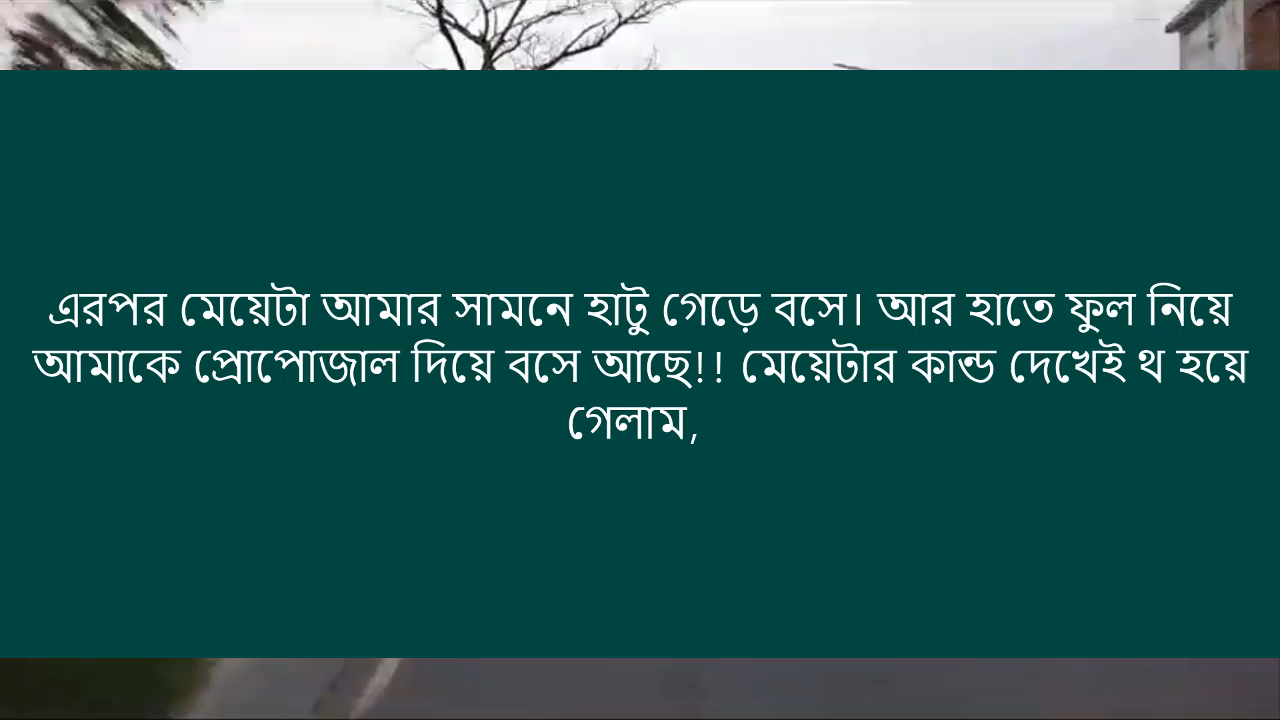 এরপর মেয়েটা আমার সামনে হাটু গেড়ে বসে। আর হাতে ফুল নিয়ে
আমাকে প্রোপোজাল দিয়ে বসে আছে!! মেয়েটার কান্ড দেখেই থ হয়ে
গেলাম,